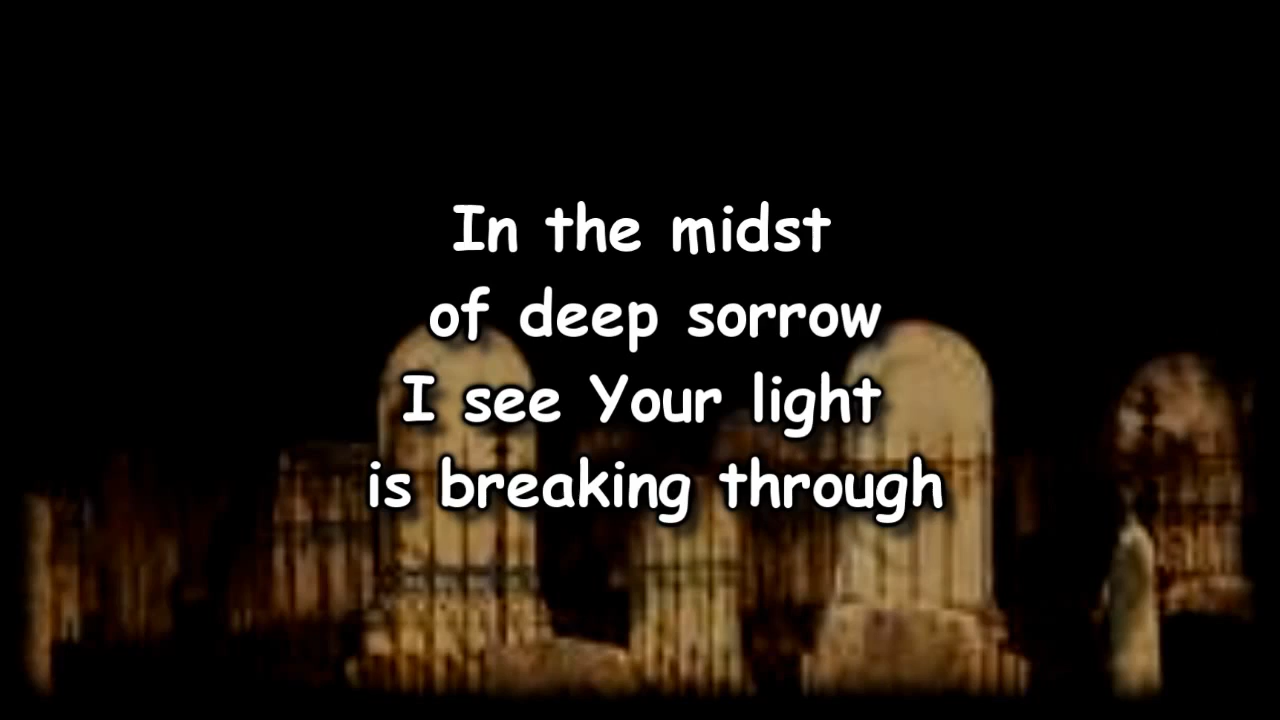 In the midst
of deep sorrow
I see Your light
is breaking through